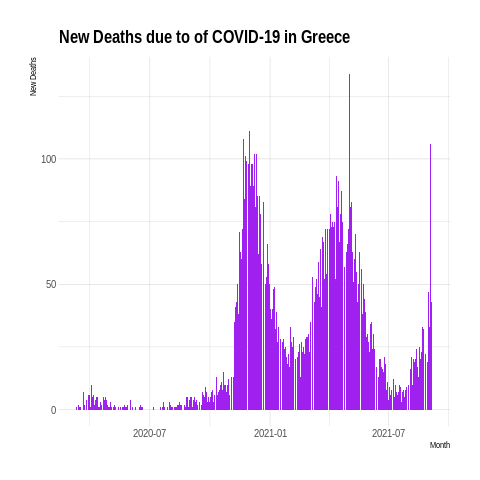 New Deaths due to of COVID-19 in Greece
New Deaths
100
50
0
2020-07
2021-01
2021-07
Month